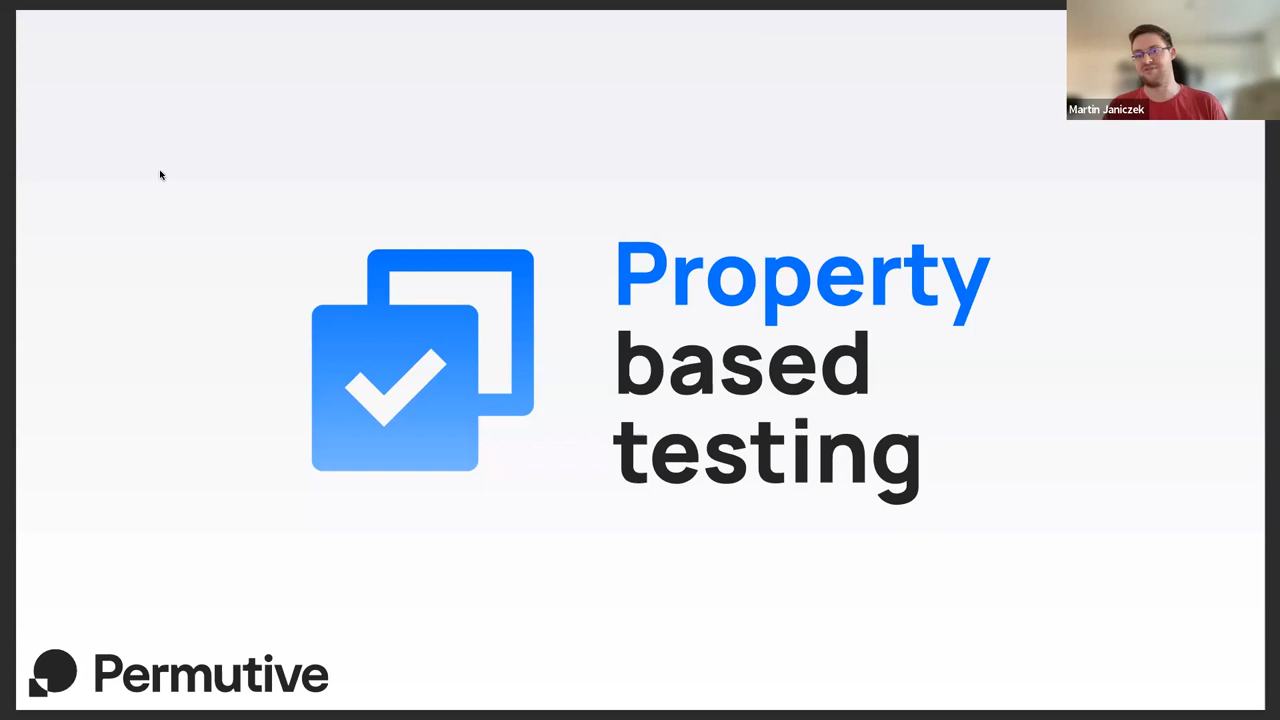 Martin Janiczek
Property
based
testing
Permutive